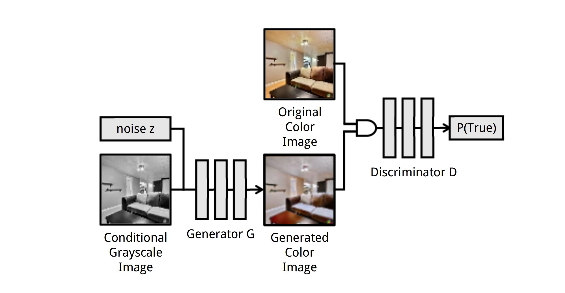 noise z
Conditional
Grayscale
Image
Generator G
Original
Color
Image
Generated
Color
Image
Discriminator D
P(True)